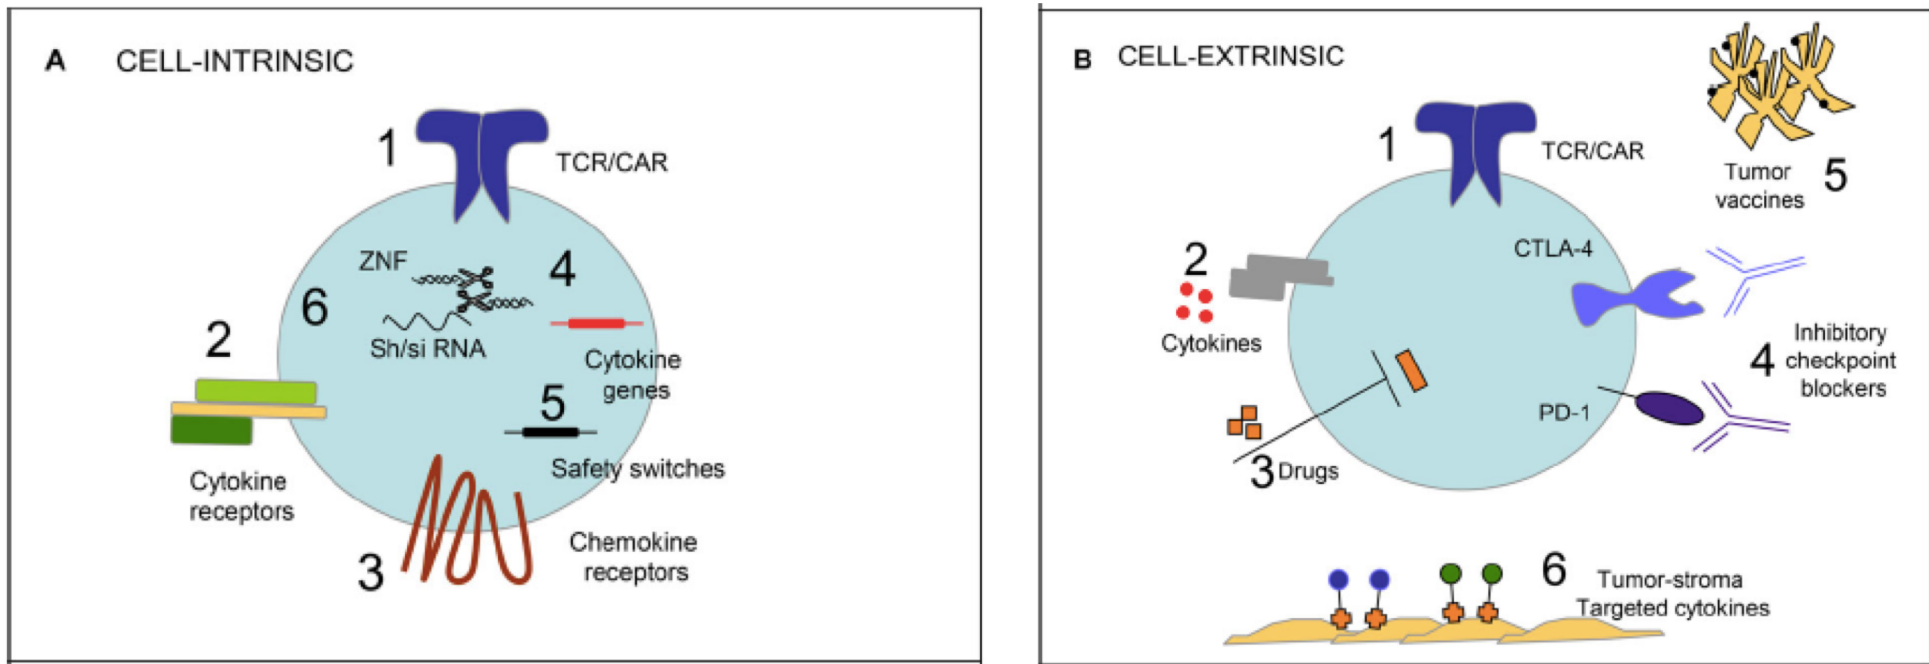 A CELL-INTRINSIC
1
TCR/CAR
ZNF
4
6
Sh/si RNA
2
Cytokine
genes
5
Safety switches
Cytokine
receptors
Chemokine
receptors
3
B CELL-EXTRINSIC
1
TCR/CAR
Tumor
vaccines
5
2
CTLA-4
Cytokines
Inhibitory
checkpoint
blockers
4
PD-1
3 Drugs
6
Tumor-stroma
Targeted cytokines